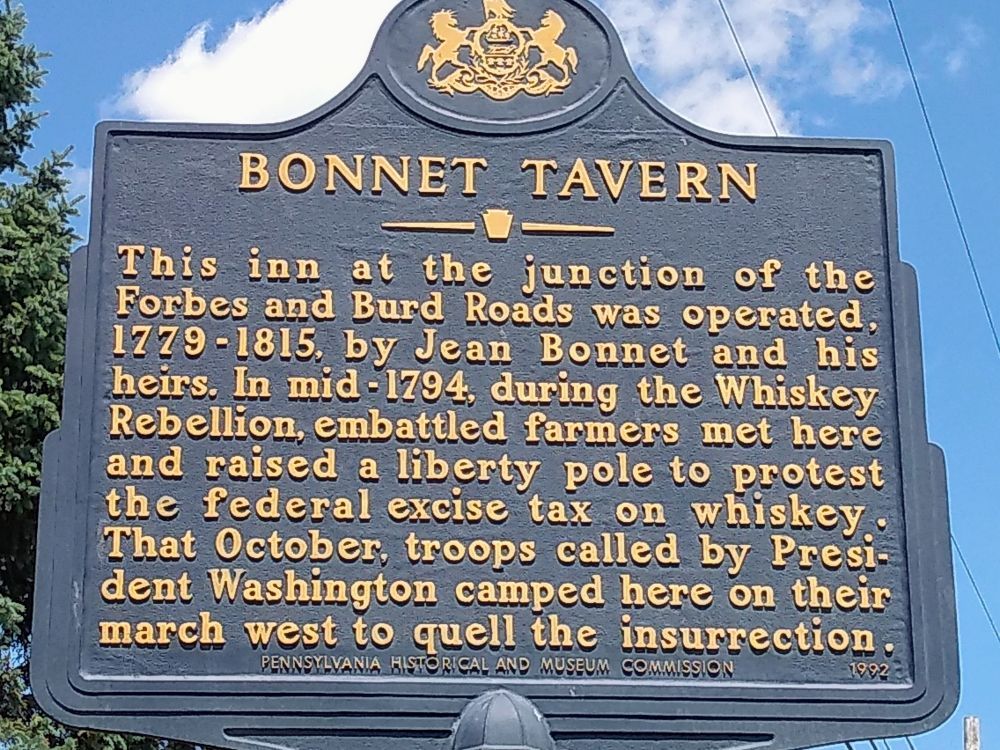 BONNET TAVERN
This inn at the junction of the
Forbes and Burd Roads was operated,
1779-1815, by Jean Bonnet and his
heirs. In mid-1794, during the Whiskey
Rebellion, embattled farmers met here
and raised a liberty pole to protest
the federal excise tax on whiskey.
That October, troops called by Presi-
dent Washington camped here on their
march west to quell the insurrection.
PENNSYLVANIA HISTORICAL AND MUSEUM COMMISSION 1992